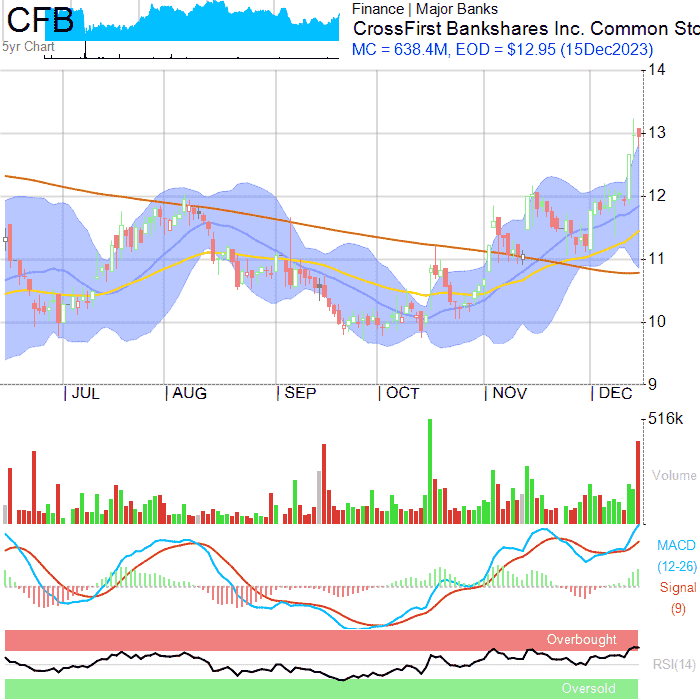 CFB
Finance | Major Banks
CrossFirst Bankshares Inc. Common Sto
5yr Chart
MC = 638.4M, EOD = $12.95 (15Dec2023)
14
13
12
11
10
9
JUL
AUG
SEP
OCT
NOV
DEC
516k
Volume
MACD
(12-26)
Signal
(9)
Overbought
RSI(14)
Oversold